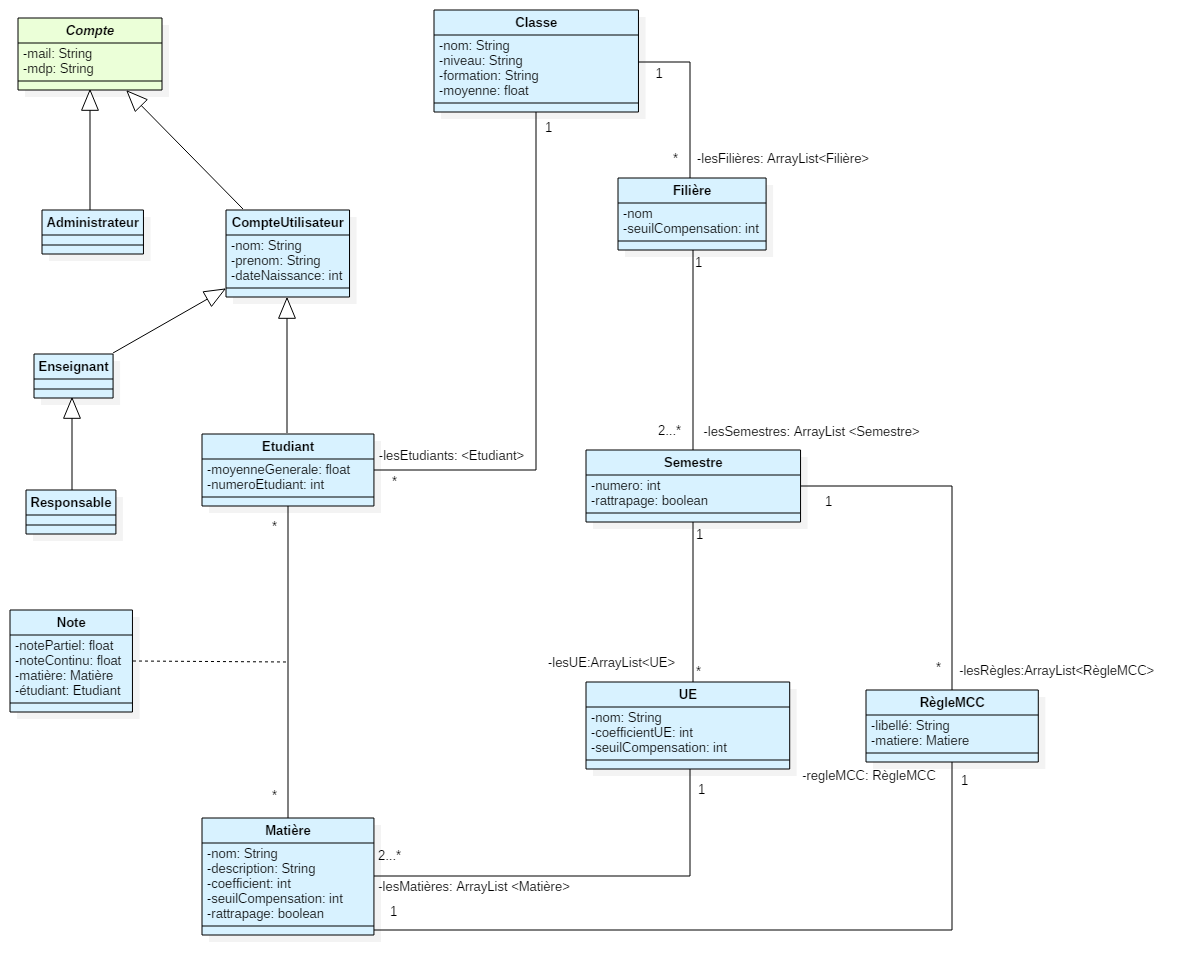 Compte
-mail: String
-mdp: String
Classe
-nom: String
-niveau: String
-formation: String
-moyenne: float
1
1
*
-lesFilières: ArrayList<Filière>
Filière
-nom
-seuilCompensation: int
1
Administrateur
CompteUtilisateur
-nom: String
-prenom: String
-dateNaissance: int
Enseignant
Responsable
Etudiant
-moyenneGenerale: float
-numeroEtudiant: int
-lesEtudiants: <Etudiant>
*
*
2...*
-lesSemestres: ArrayList <Semestre>
Semestre
-numero: int
-rattrapage: boolean
1
1
Note
-notePartiel: float
-noteContinu: float
-matière: Matière
-étudiant: Etudiant
-lesUE:ArrayList<UE>
*
*
-lesRègles:ArrayList<RègleMCC>
UE
-nom: String
-coefficientUE: int
-seuilCompensation: int
1
RègleMCC
-libellé: String
-matiere: Matiere
-regleMCC: RègleMCC
1
*
Matière
-nom: String
-description: String
-coefficient: int
-seuilCompensation: int
-rattrapage: boolean
2...*
-lesMatières: ArrayList <Matière>
1